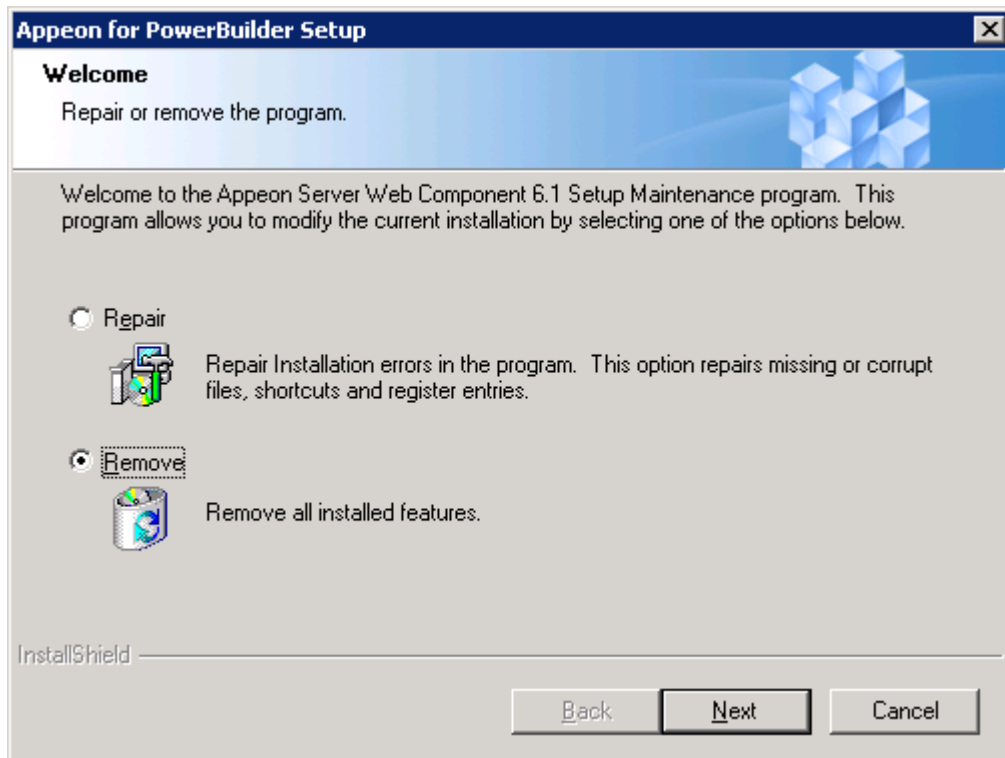 Appeon for PowerBuilder Setup
Welcome
Repair or remove the program.
Welcome to the Appeon Server Web Component 6.1 Setup Maintenance program.  This
program allows you to modify the current installation by selecting one of the options below.
Repair
Repair Installation errors in the program.  This option repairs missing or corrupt
files, shortcuts and register entries.
Remove
Remove all installed features.
InstallShield
Back
Next
Cancel